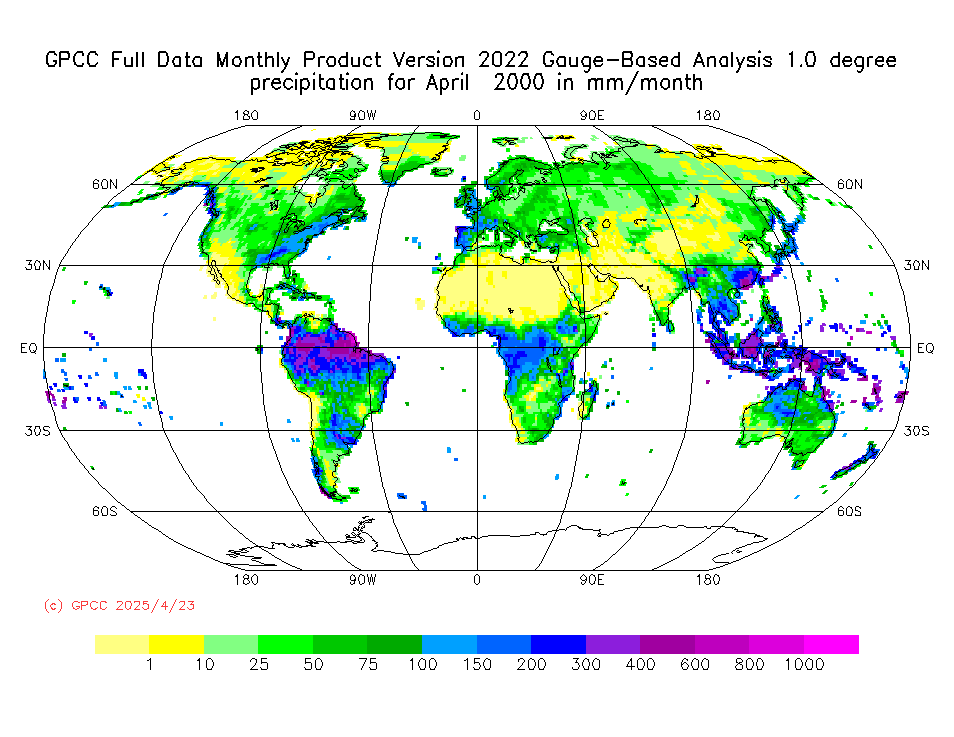 GPCC Full Data Monthly Product Version 2022 Gauge-Based Analysis 1.0 degree
precipitation for April 2000 in mm/month
180 90W 0 90E 180
60N 60N
30N 30N
EQ EQ
30S 30S
60S 60S
180 90W 0 90E 180
(c) GPCC 2025/4/23
1 10 25 50 75 100 150 200 300 400 600 800 1000